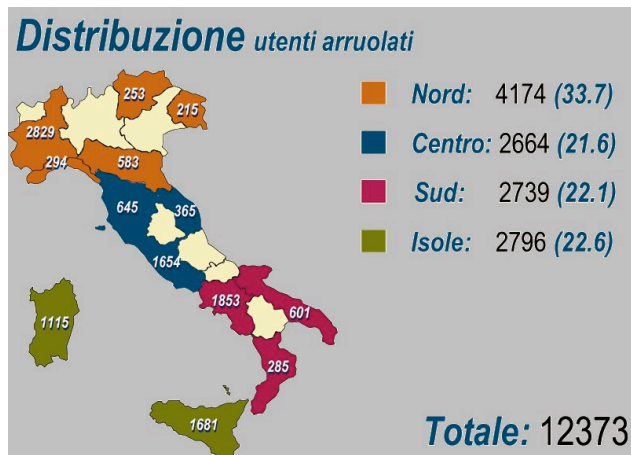 Distribuzione utenti arruolati
Nord: 4174 (33.7)
Centro: 2664 (21.6)
Sud: 2739 (22.1)
Isole: 2796 (22.6)
253
215
2829
294
583
645
365
1654
1853
601
1115
285
1681
Totale: 12373